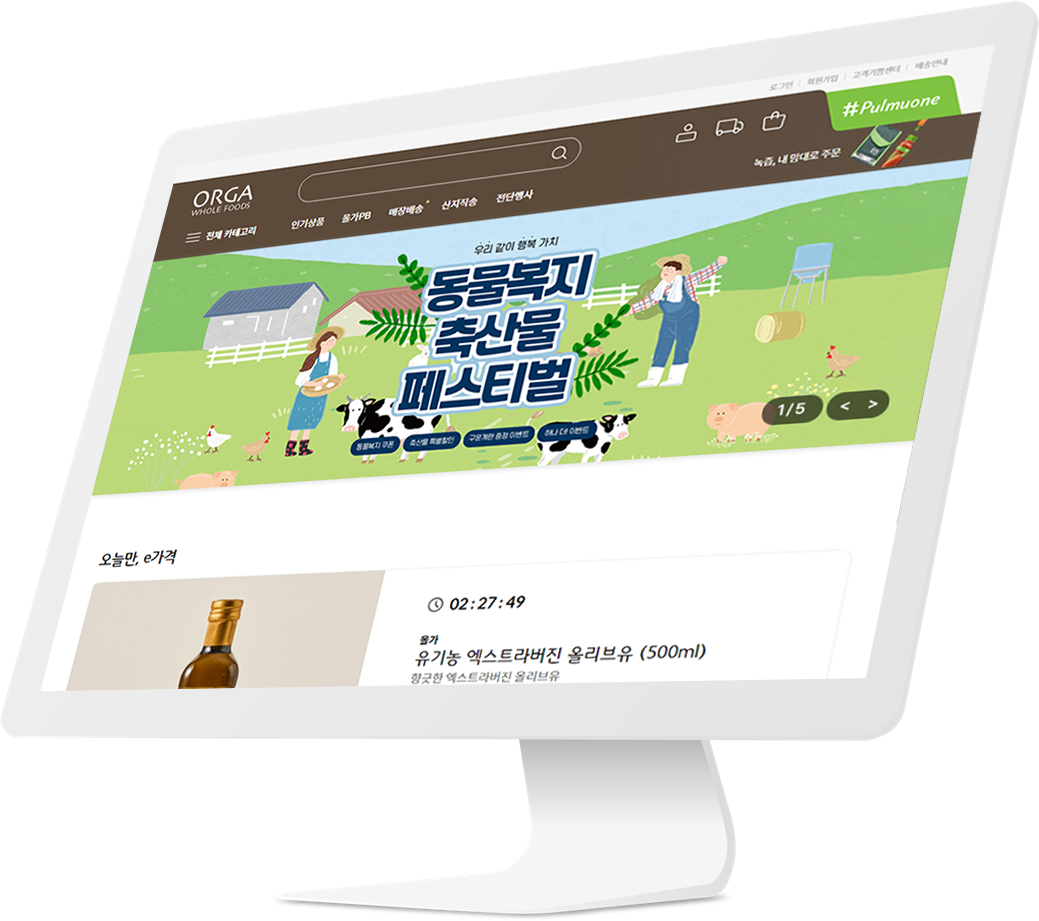 로그인 | 회원가입 | 고객기쁨센터 | 배송안내
#Pulmuone
녹즙, 내 맘대로 주문
ORGA
WHOLE FOODS
전체 카테고리
인기상품
올가PB
매장배송
산지직송
전단행사
우리 같이 행복 가치
동물복지
축산물
페스티벌
동물복지 쿠폰
축산물 특별할인
구운계란 증정 이벤트
하나 더! 이벤트
1/5
< >
오늘만, e가격
02:27:49
올가
유기농 엑스트라버진 올리브유 (500ml)
향긋한 엑스트라버진 올리브유